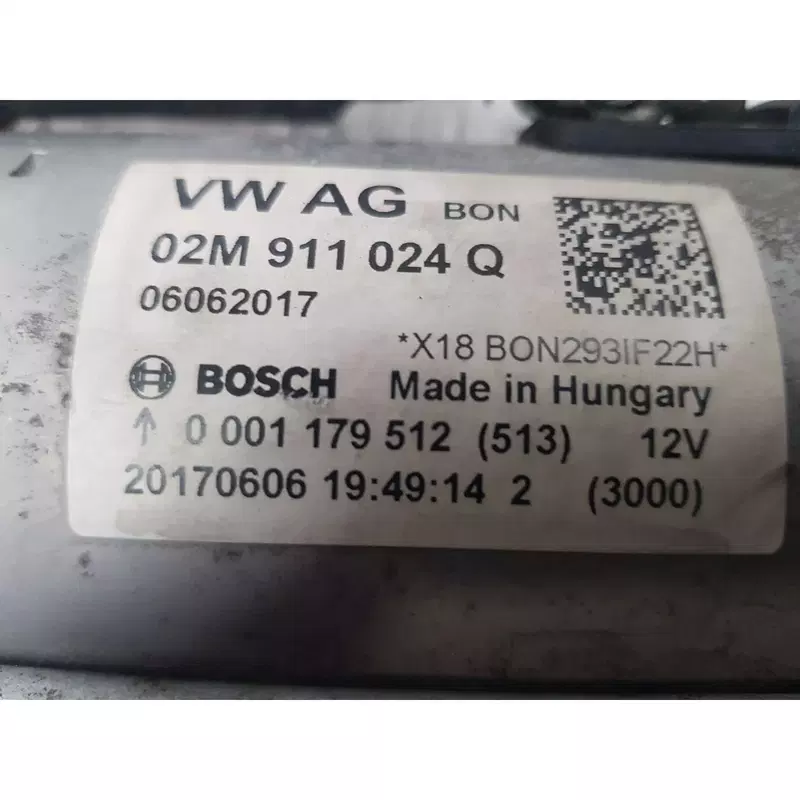 VW AG BON
02M 911 024 Q
06062017
*X18 BON293IF22H*
BOSCH Made in Hungary
↑ 0 001 179 512 (513) 12V
20170606 19:49:14 2 (3000)